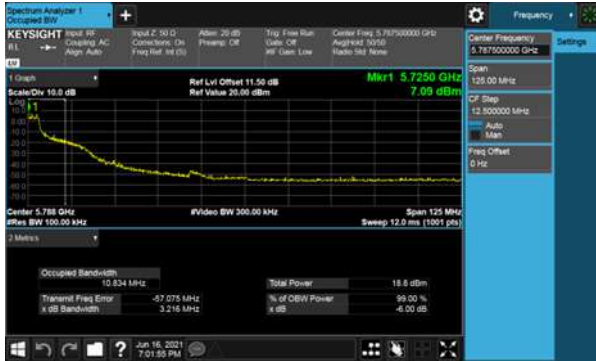 Spectrum Analyzer 1
Occupied BW
+
Frequency
KEYSIGHT
Input: RF
Coupling: AC
Align: Auto
Input Z: 50 Ω
Corrections: On
Freq Ref: Int (S)
Atten: 20 dB
Preamp: Off
Trig: Free Run
Gate: Off
#IF Gain: Low
Center Freq: 5.787500000 GHz
Avg|Hold: 50/50
Radio Std: None
LXI
Center Frequency
5.787500000 GHz
Settings
Span
125.00 MHz
CF Step
12.500000 MHz
Auto
Man
Freq Offset
0 Hz
1 Graph
Scale/Div 10.0 dB
Ref Lvl Offset 11.50 dB
Ref Value 20.00 dBm
Mkr1 5.7250 GHz
7.09 dBm
Log
1
Center 5.788 GHz
#Res BW 100.00 kHz
#Video BW 300.00 kHz
Span 125 MHz
Sweep 12.0 ms (1001 pts)
2 Metrics
Occupied Bandwidth
10.834 MHz
Total Power 18.6 dBm
Transmit Freq Error -57.075 MHz
% of OBW Power 99.00 %
x dB Bandwidth 3.216 MHz
x dB -6.00 dB
?
Jun 16, 2021
7:01:55 PM